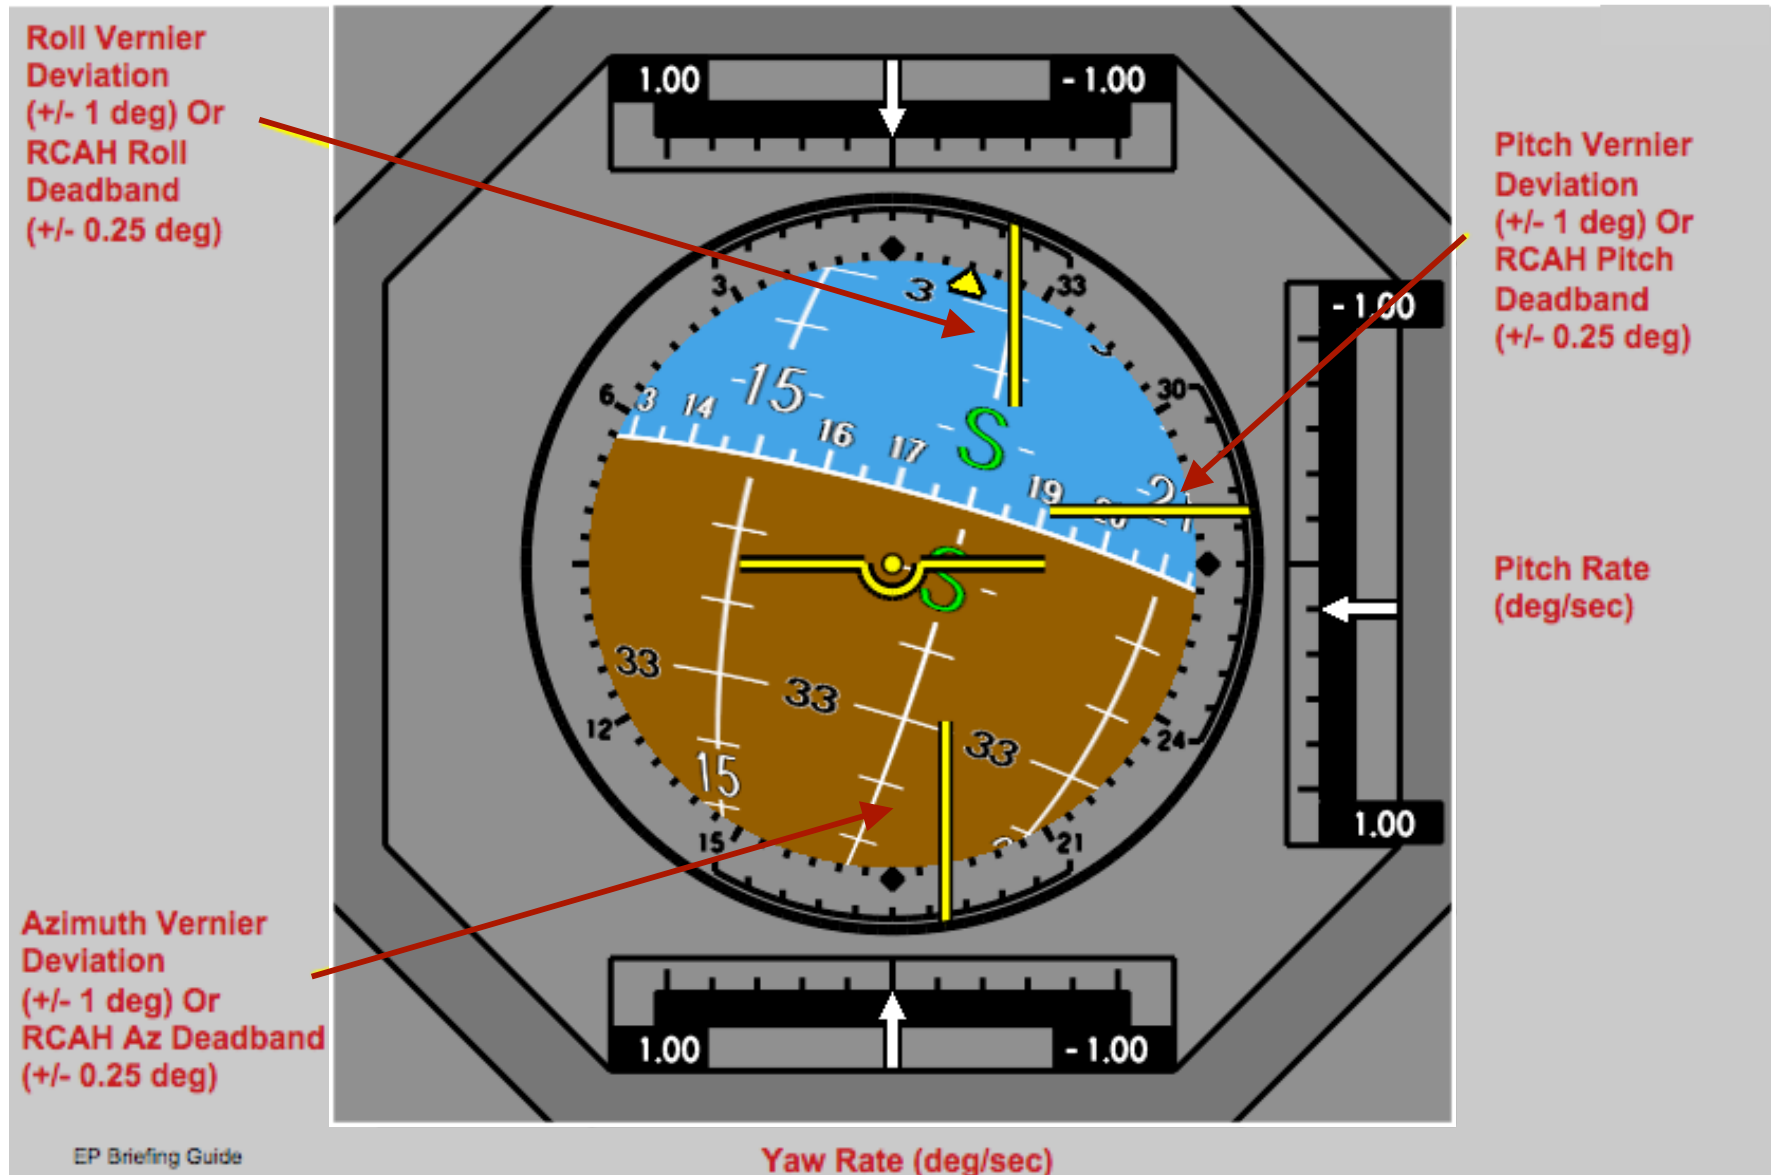 Roll Vernier
Deviation
(+/- 1 deg) Or
RCAH Roll
Deadband
(+/- 0.25 deg)
1.00
- 1.00
Pitch Vernier
Deviation
(+/- 1 deg) Or
RCAH Pitch
Deadband
(+/- 0.25 deg)
- 1.00
3
3
33
6
3
14
-15-
30
16
17
S
19
20
-21
S
33
33
33
12
24
15
15
21
1.00
Pitch Rate
(deg/sec)
Azimuth Vernier
Deviation
(+/- 1 deg) Or
RCAH Az Deadband
(+/- 0.25 deg)
1.00
- 1.00
EP Briefing Guide
Yaw Rate (deg/sec)